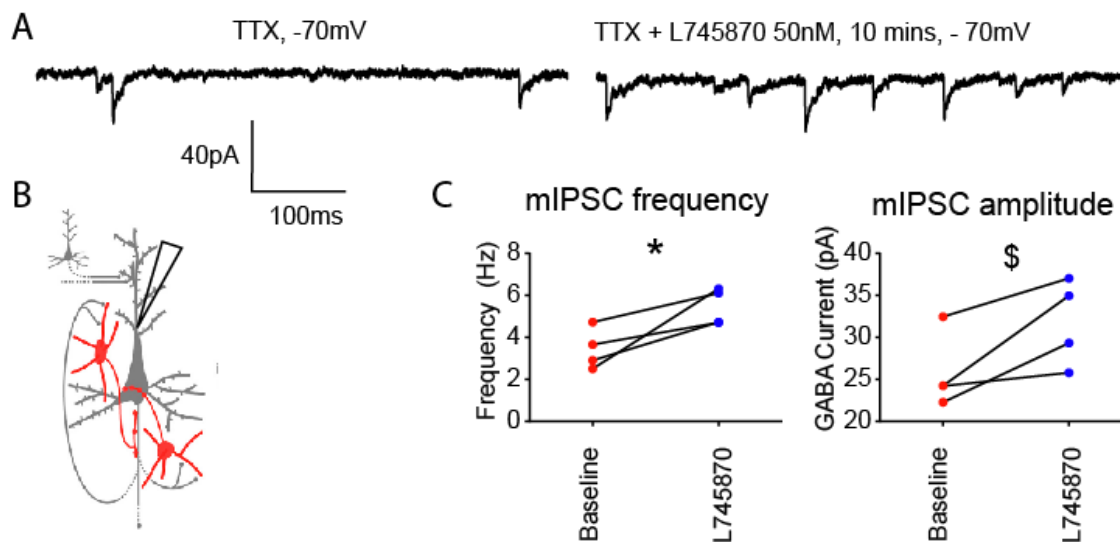 A
TTX, -70mV
TTX + L745870 50nM, 10 mins, - 70mV
40pA
100ms
B
C
mIPSC frequency
mIPSC amplitude
*
$
Frequency (Hz)
8
6
4
2
0
Baseline
L745870
GABA Current (pA)
40
35
30
25
20
Baseline
L745870